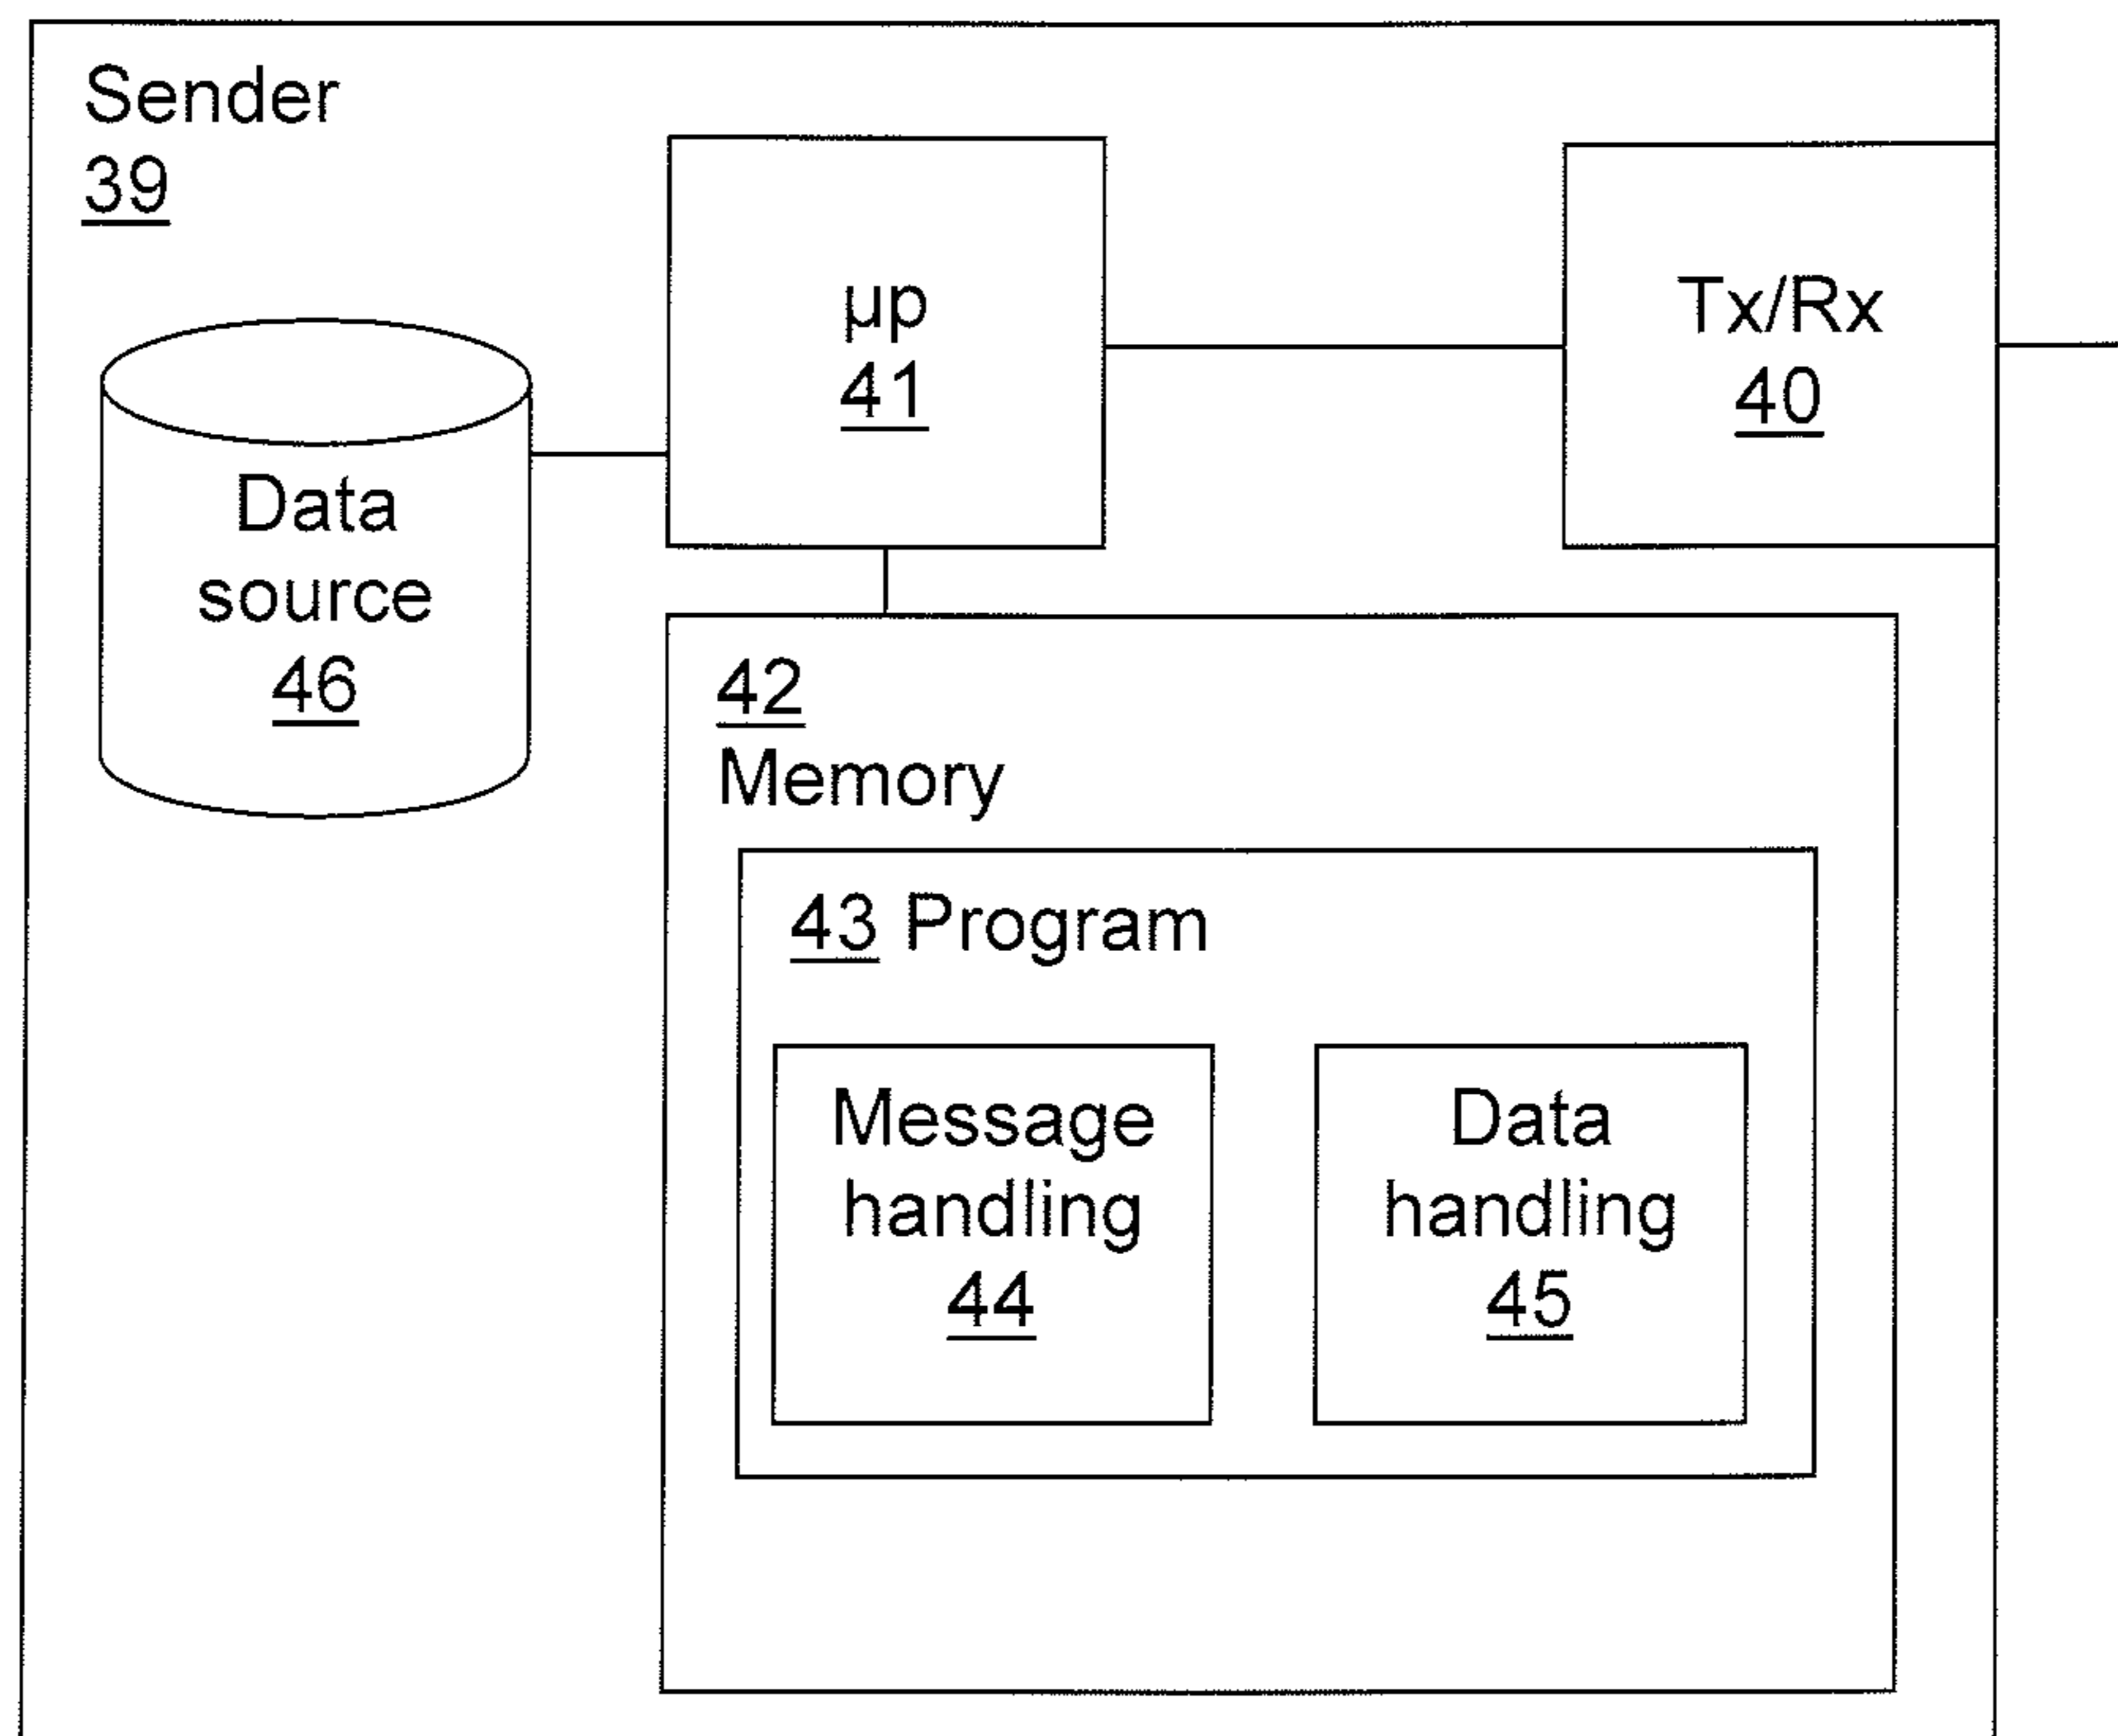 Sender
39
µp
41
Tx/Rx
40
Data
source
46
42
Memory
43 Program
Message
handling
44
Data
handling
45